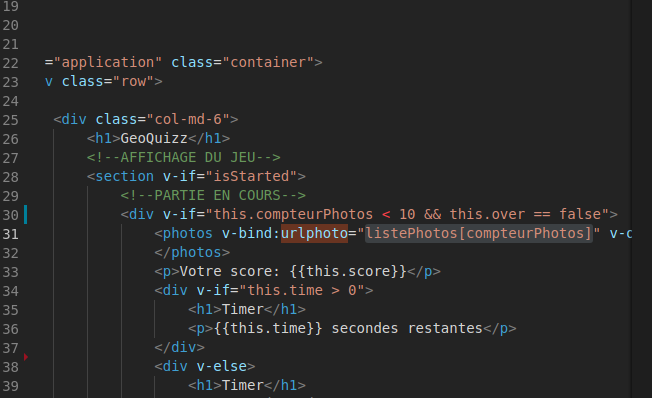 19
20
21
22 ="application" class="container">
23 v class="row">
24
25 <div class="col-md-6">
26 <h1>GeoQuizz</h1>
27 <!--AFFICHAGE DU JEU-->
28 <section v-if="isStarted">
29 <!--PARTIE EN COURS-->
30 <div v-if="this.compteurPhotos < 10 && this.over == false">
31 <photos v-bind:urlphoto="listePhotos[compteurPhotos]" v-c
32 </photos>
33 <p>Votre score: {{this.score}}</p>
34 <div v-if="this.time > 0">
35 <h1>Timer</h1>
36 <p>{{this.time}} secondes restantes</p>
37 </div>
38 <div v-else>
39 <h1>Timer</h1>